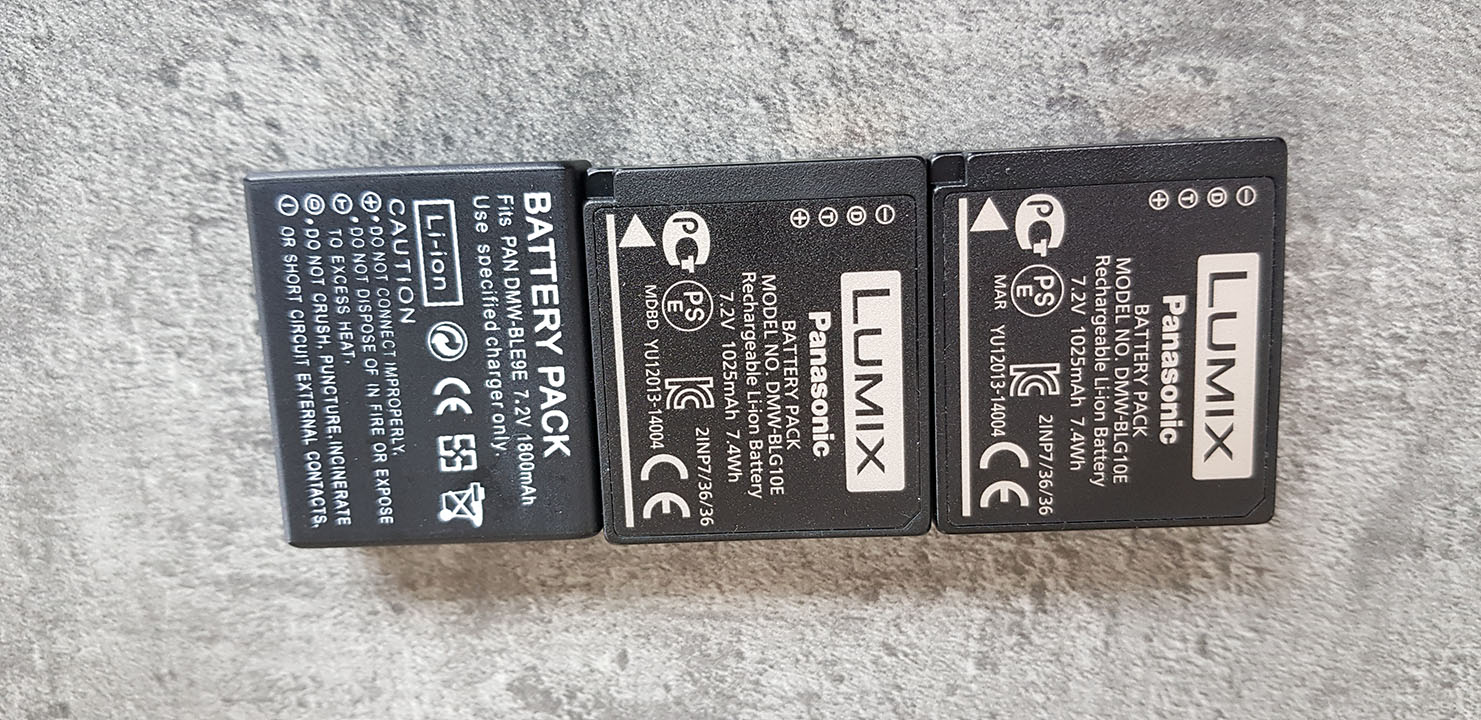 BATTERY PACK
Fits PAN DMW-BLE9E 7.2V 1800mAh
Use specified charger only.
Li-ion CE
CAUTION
+ •DO NOT CONNECT IMPROPERLY.
•DO NOT DISPOSE OF IN FIRE OR EXPOSE
T TO EXCESS HEAT.
•DO NOT CRUSH, PUNCTURE, INCINERATE
- OR SHORT CIRCUIT EXTERNAL CONTACTS.
- D T +
LUMIX
Panasonic
BATTERY PACK
MODEL NO. DMW-BLG10E
Rechargeable Li-ion Battery
7.2V 1025mAh 7.4Wh
2INP7/36/36
PS E
MDBD YU12013-14004 CE
- D T +
LUMIX
Panasonic
BATTERY PACK
MODEL NO. DMW-BLG10E
Rechargeable Li-ion Battery
7.2V 1025mAh 7.4Wh
2INP7/36/36
PS E
MAR YU12013-14004 CE